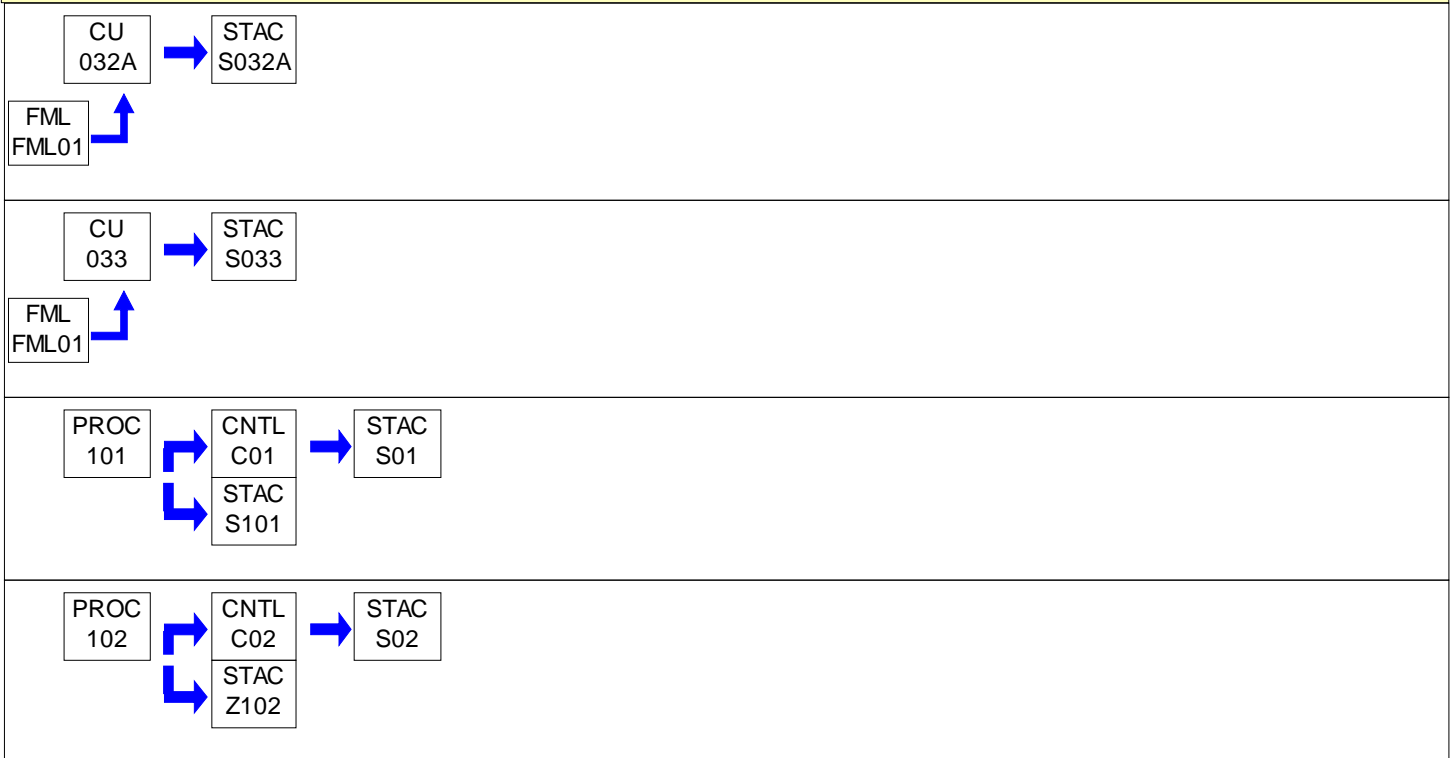 CU
032A
STAC
S032A
FML
FML01
CU
033
STAC
S033
FML
FML01
PROC
101
CNTL
C01
STAC
S01
STAC
S101
PROC
102
CNTL
C02
STAC
S02
STAC
Z102